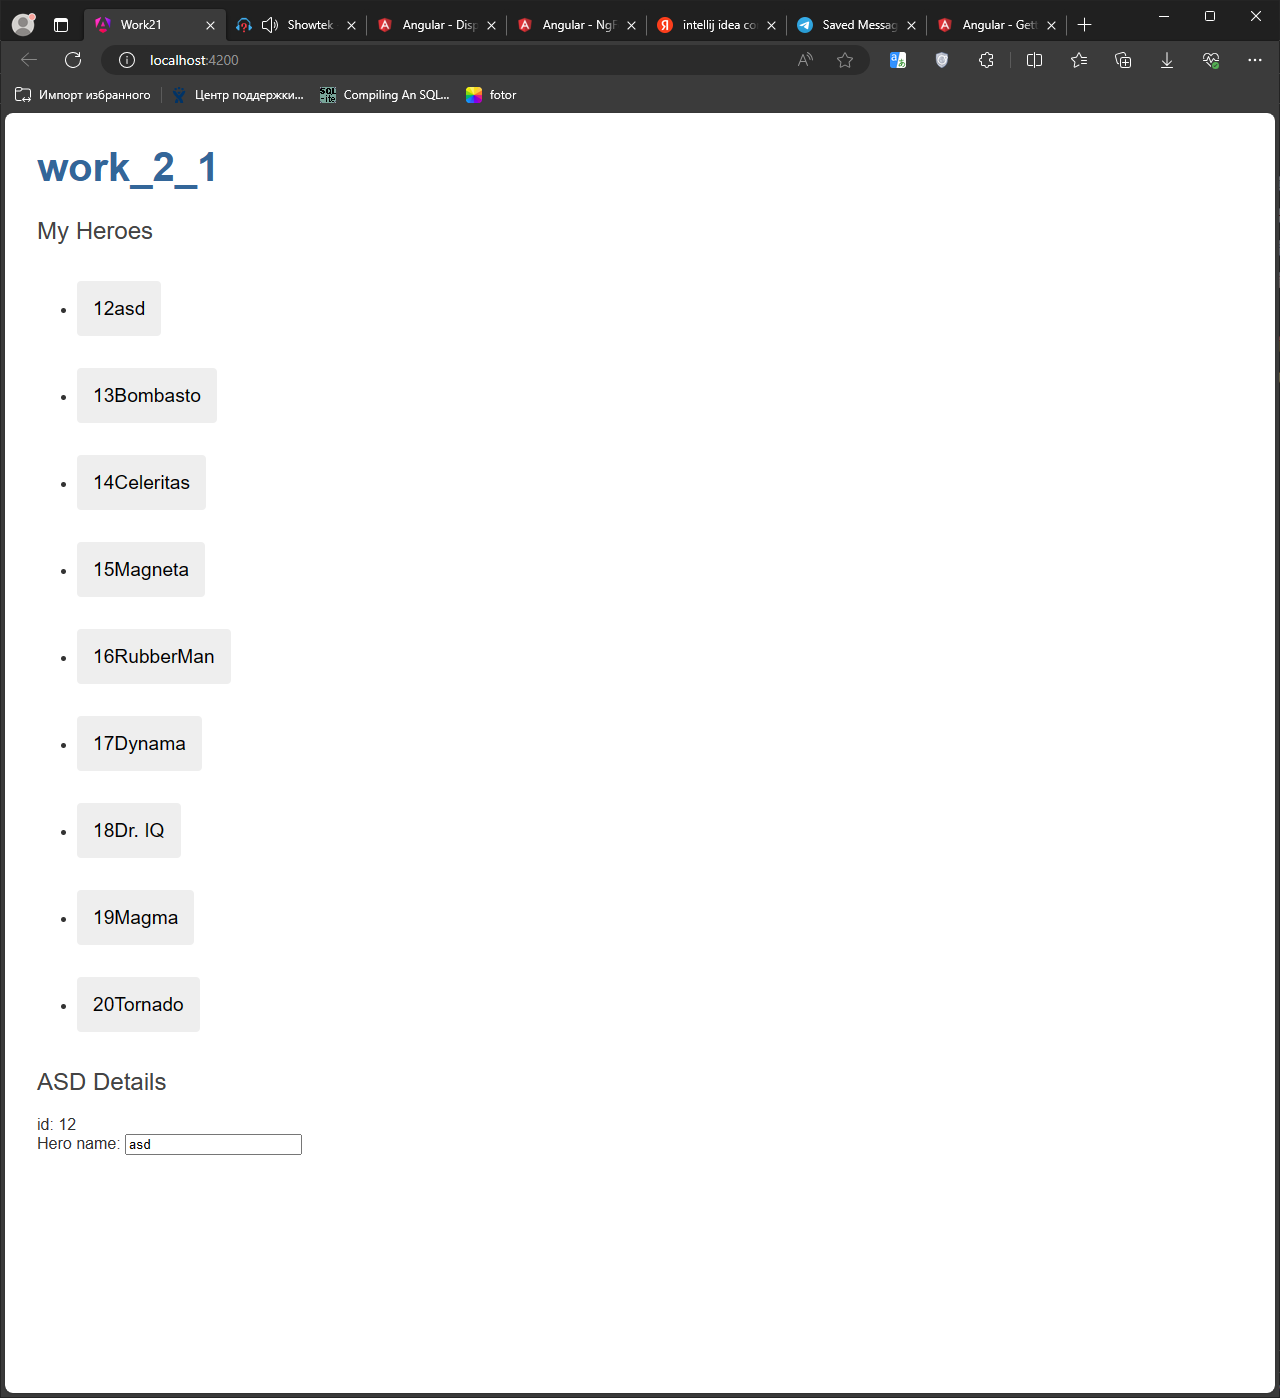 Work21
Showtek
Angular - Disp
Angular - NgF
intellij idea co
Saved Messag
Angular - Gett
localhost:4200
Импорт избранного
Центр поддержки...
Compiling An SQL...
fotor
work_2_1
My Heroes
12asd
13Bombasto
14Celeritas
15Magneta
16RubberMan
17Dynama
18Dr. IQ
19Magma
20Tornado
ASD Details
id: 12
Hero name: asd